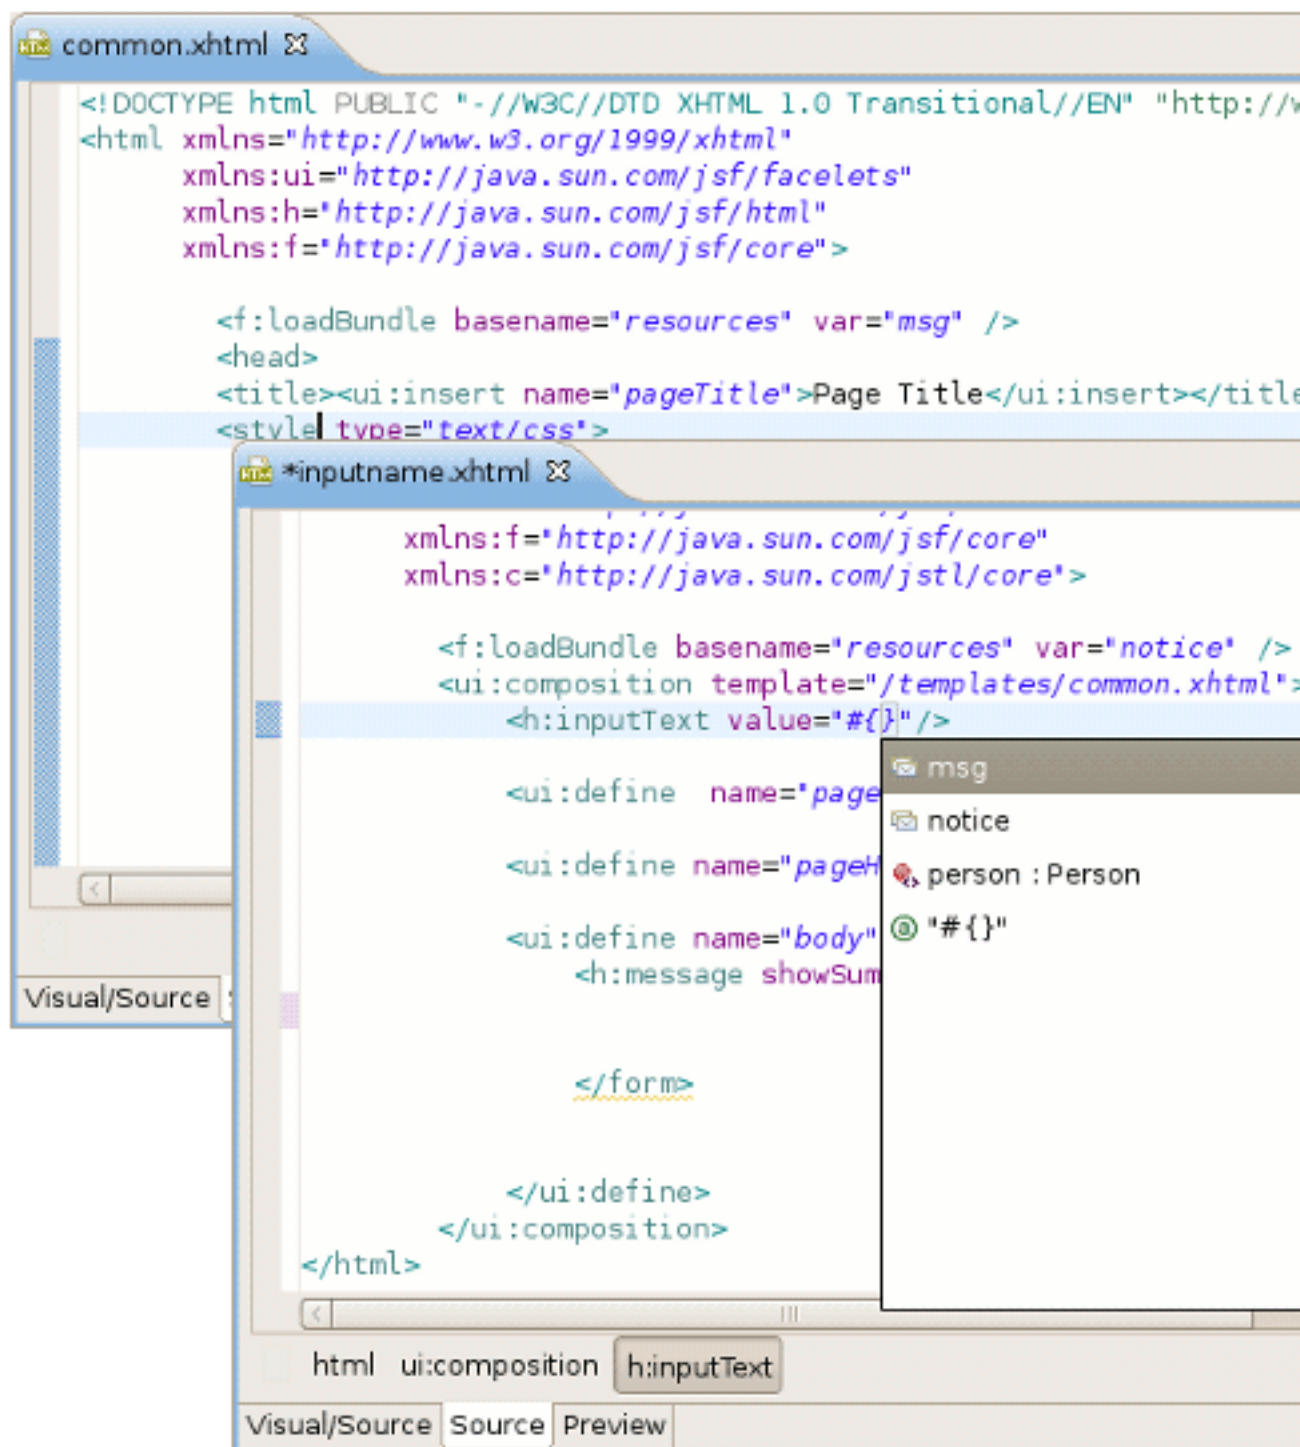 common.xhtml
<!DOCTYPE html PUBLIC "-//W3C//DTD XHTML 1.0 Transitional//EN" "http://w
<html xmlns="http://www.w3.org/1999/xhtml"
xmlns:ui="http://java.sun.com/jsf/facelets"
xmlns:h="http://java.sun.com/jsf/html"
xmlns:f="http://java.sun.com/jsf/core">
<f:loadBundle basename="resources" var="msg" />
<head>
<title><ui:insert name="pageTitle">Page Title</ui:insert></title
<style type="text/css">
Visual/Source
*inputname.xhtml
xmlns:f="http://java.sun.com/jsf/core"
xmlns:c="http://java.sun.com/jstl/core">
<f:loadBundle basename="resources" var="notice" />
<ui:composition template="/templates/common.xhtml">
<h:inputText value="#{}"/>
<ui:define  name="page
<ui:define name="pageH
<ui:define name="body"
<h:message showSum
</form>
</ui:define>
</ui:composition>
</html>
msg
notice
person : Person
"#{}"
html ui:composition h:inputText
Visual/Source Source Preview